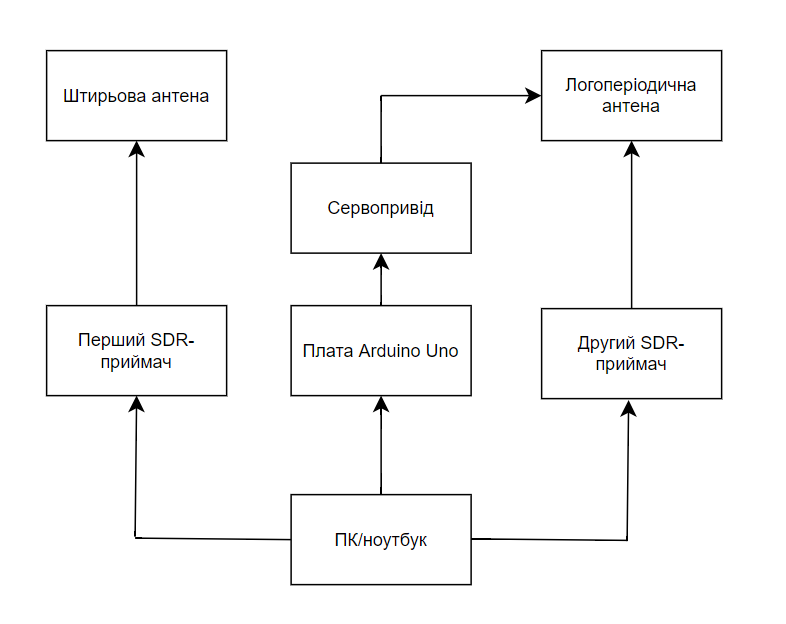 Штирьова антена
Логоперіодична
антена
Сервопривід
Перший SDR-
приймач
Плата Arduino Uno
Другий SDR-
приймач
ПК/ноутбук